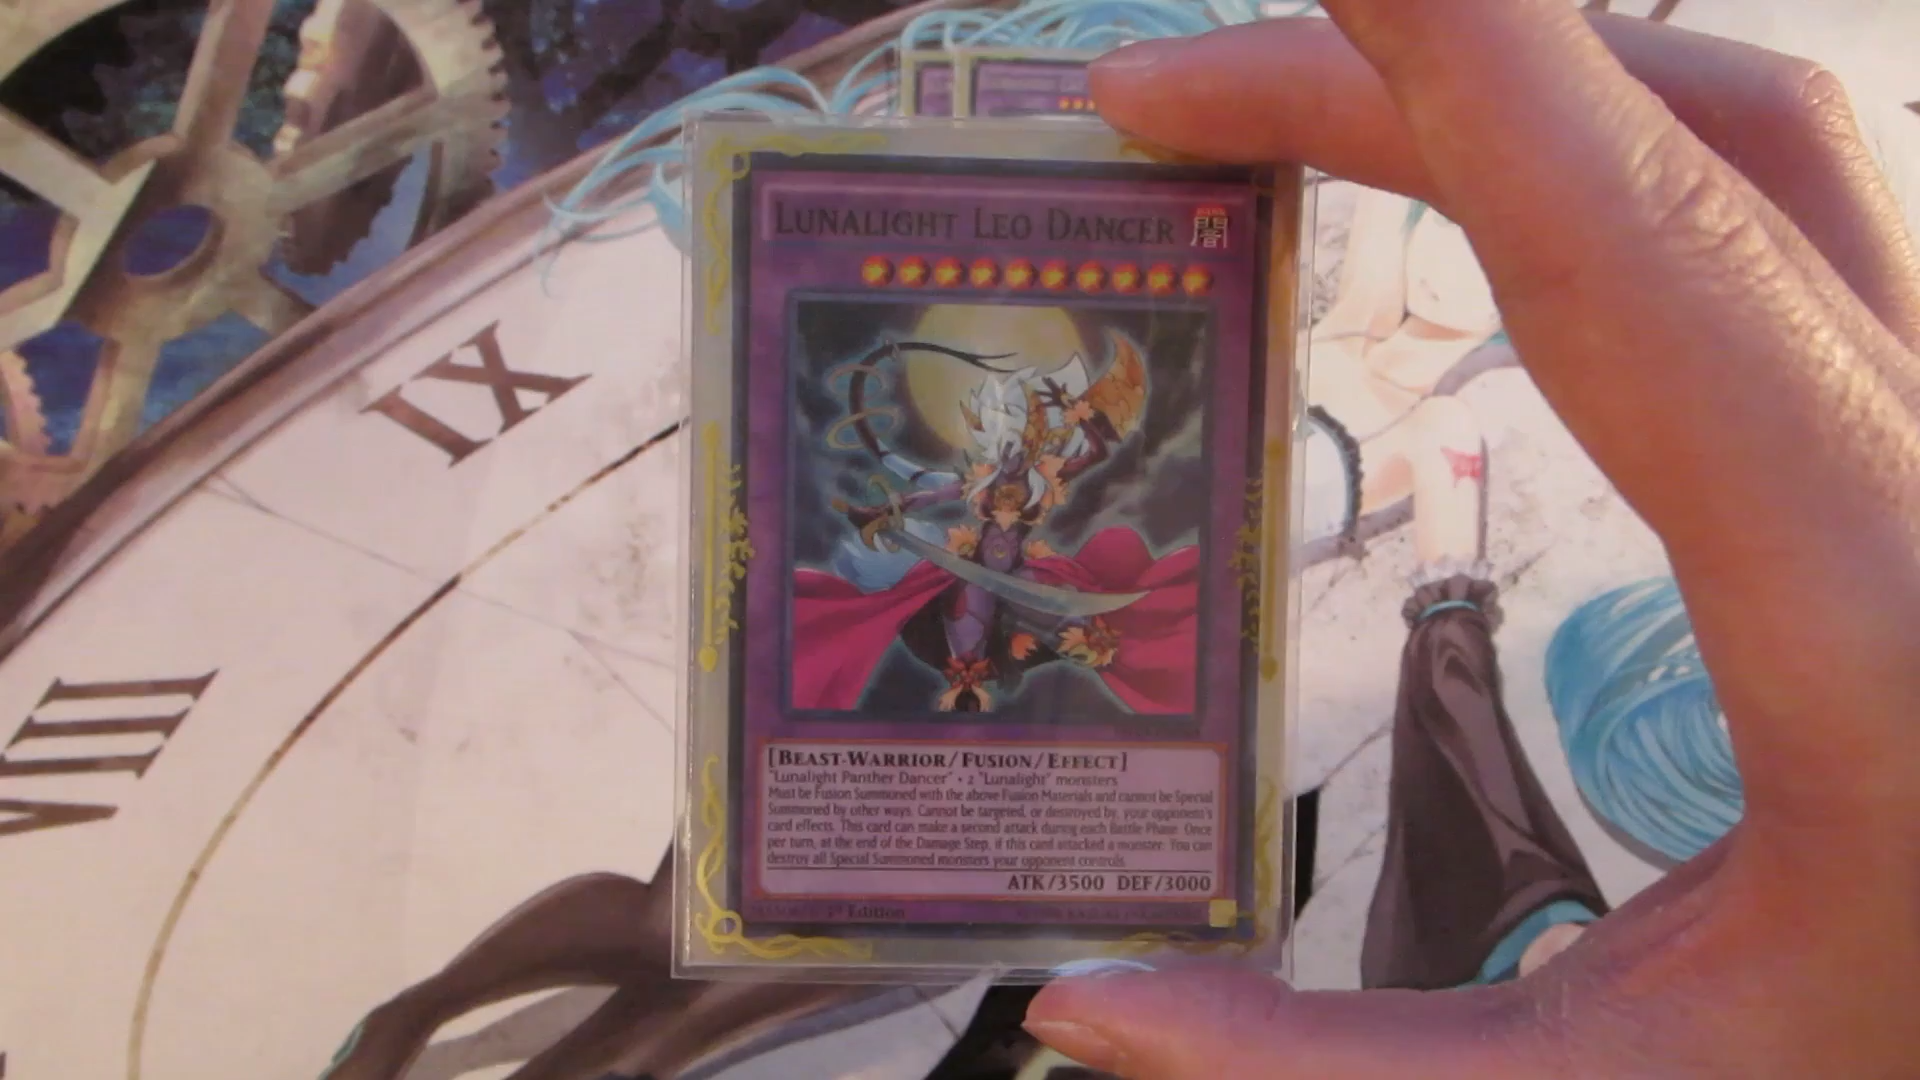 IX
VIII
LUNALIGHT LEO DANCER 闇
[BEAST-WARRIOR/FUSION/EFFECT]
"Lunalight Panther Dancer" + 2 "Lunalight" monsters
Must be Fusion Summoned with the above Fusion Materials and cannot be Special
Summoned by other ways. Cannot be targeted, or destroyed by, your opponent's
card effects. This card can make a second attack during each Battle Phase. Once
per turn, at the end of the Damage Step, if this card attacked a monster: You can
destroy all Special Summoned monsters your opponent controls.
ATK/3500 DEF/3000
1st Edition